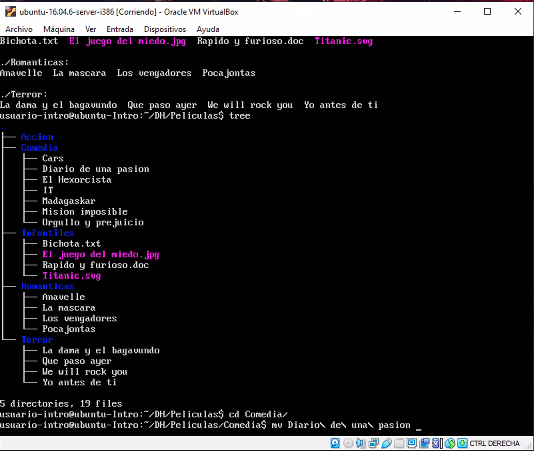 ubuntu-16.04.6-server-i386 [Corriendo] - Oracle VM VirtualBox
Archivo Máquina Ver Entrada Dispositivos Ayuda
Bichota.txt  El juego del miedo.jpg  Rapido y furioso.doc  Titanic.svg
./Romanticas:
Anavelle  La mascara  Los vengadores  Pocajontas
./Terror:
La dama y el bagavundo  Que paso ayer  We will rock you  Yo antes de ti
usuario-intro@ubuntu-Intro:~/DH/Peliculas$ tree
.
├── Accion
├── Comedia
│   ├── Cars
│   ├── Diario de una pasion
│   ├── El Hexorcista
│   ├── IT
│   ├── Madagaskar
│   ├── Mision imposible
│   └── Orgullo y prejuicio
├── Infantiles
│   ├── Bichota.txt
│   ├── El juego del miedo.jpg
│   ├── Rapido y furioso.doc
│   └── Titanic.svg
├── Romanticas
│   ├── Anavelle
│   ├── La mascara
│   ├── Los vengadores
│   └── Pocajontas
└── Terror
    ├── La dama y el bagavundo
    ├── Que paso ayer
    ├── We will rock you
    └── Yo antes de ti
5 directories, 19 files
usuario-intro@ubuntu-Intro:~/DH/Peliculas$ cd Comedia/
usuario-intro@ubuntu-Intro:~/DH/Peliculas/Comedia$ mv Diario\ de\ una\ pasion _
CTRL DERECHA